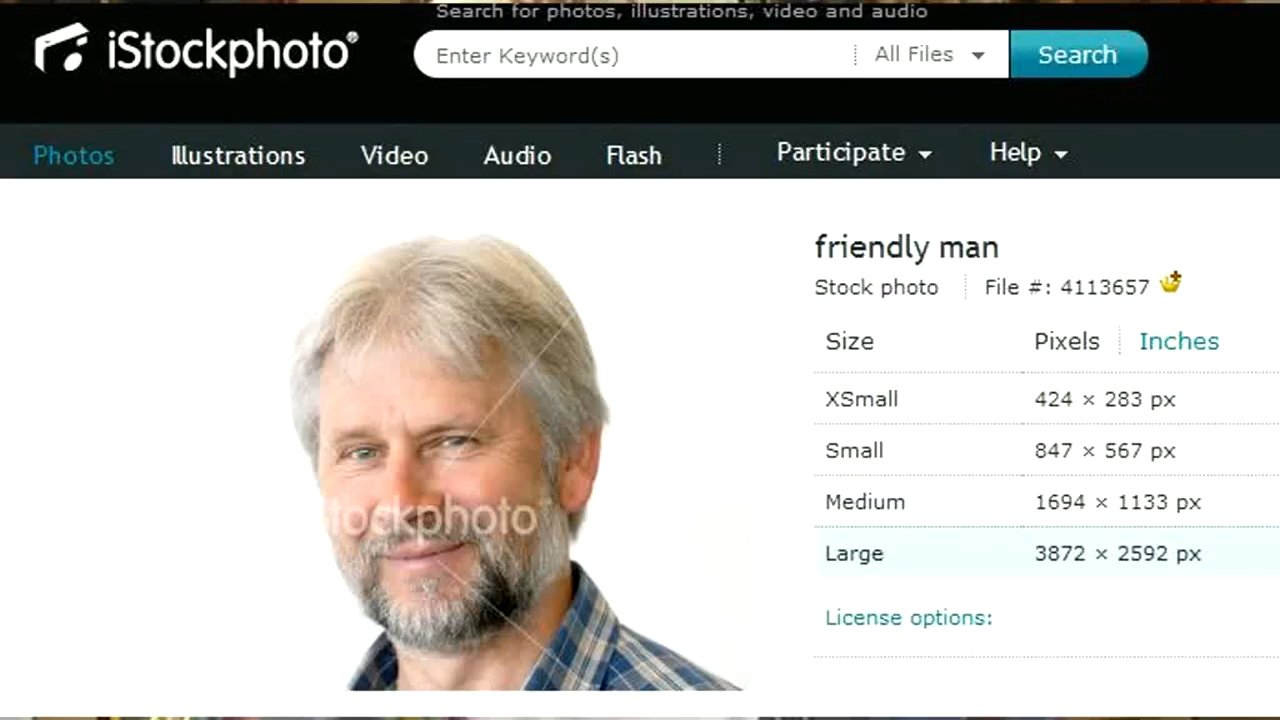 Search for photos, illustrations, video and audio
iStockphoto®
Enter Keyword(s) All Files Search
Photos Illustrations Video Audio Flash Participate Help
friendly man
Stock photo File #: 4113657
Size Pixels Inches
XSmall 424 × 283 px
Small 847 × 567 px
Medium 1694 × 1133 px
Large 3872 × 2592 px
License options:
tockphoto